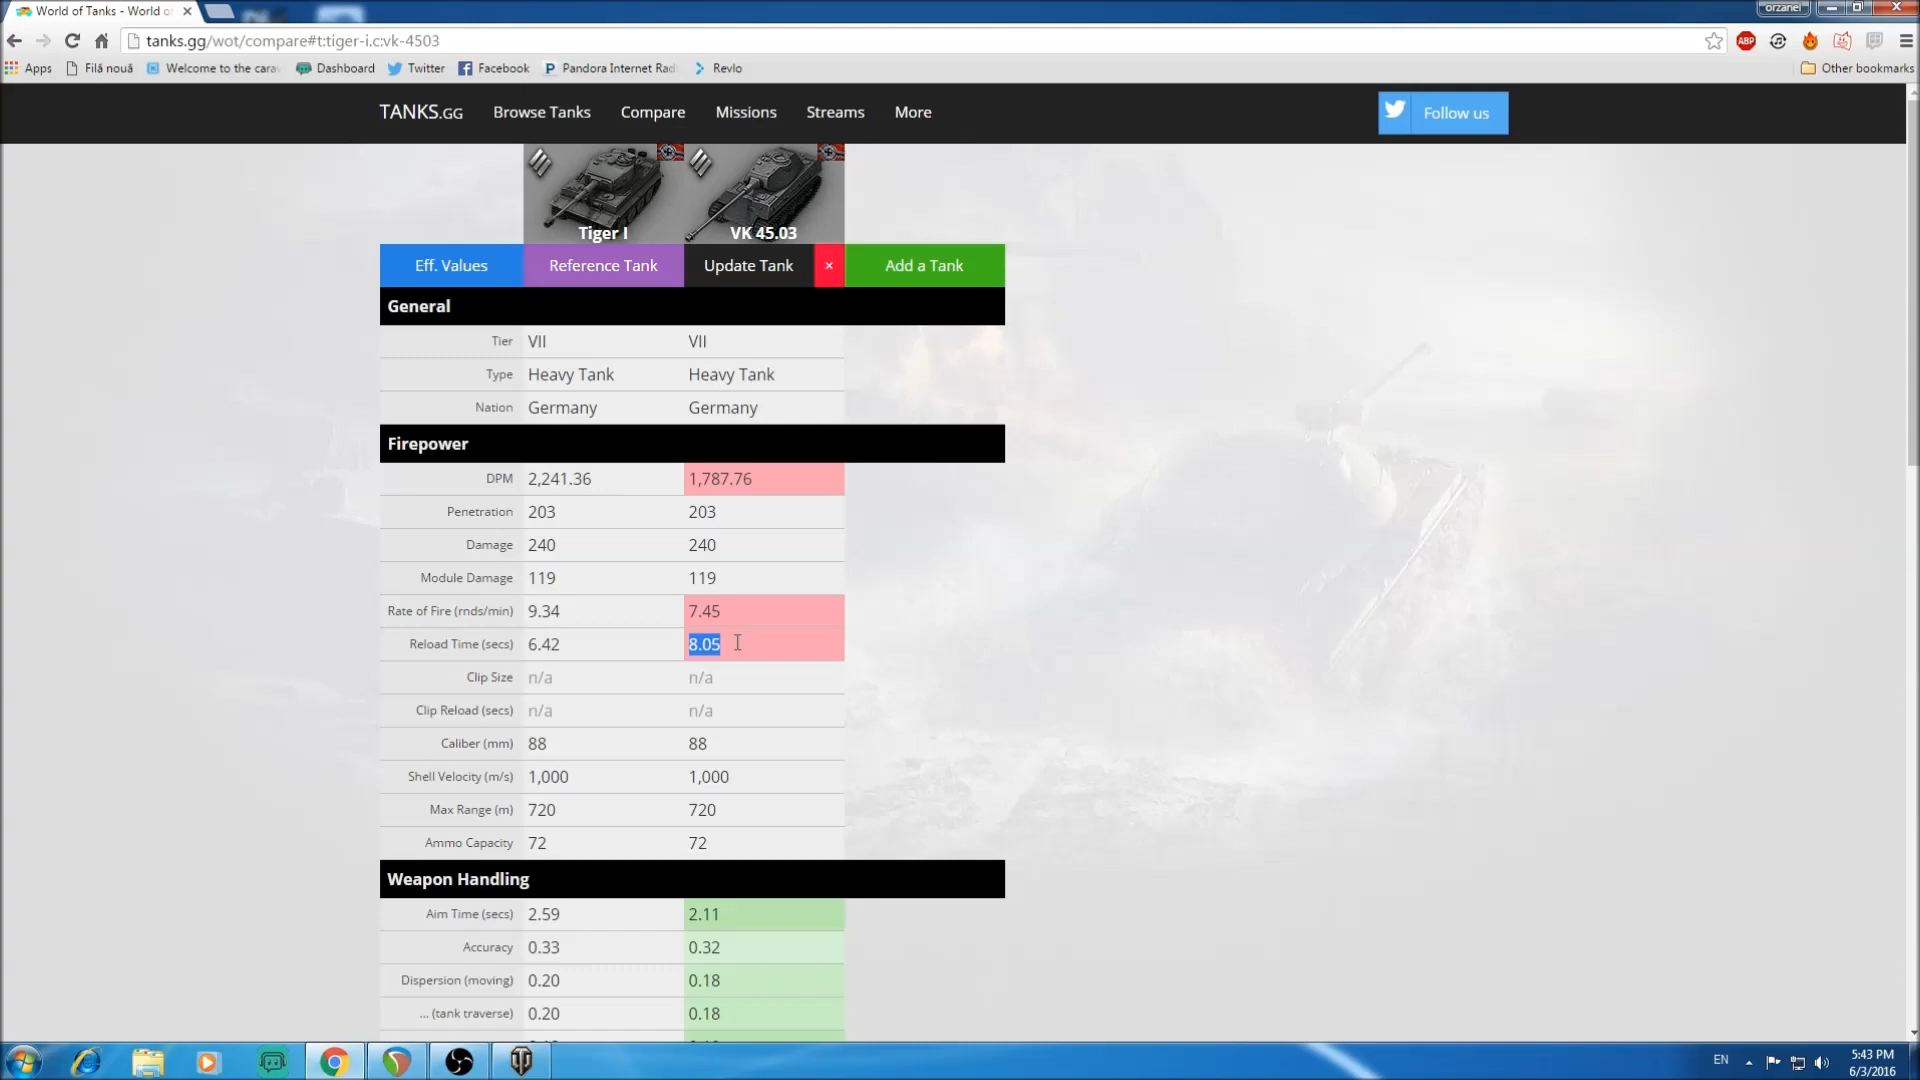 World of Tanks - World o
orzanel
tanks.gg/wot/compare#t:tiger-i.c:vk-4503
ABP
Apps
Filă nouă
Welcome to the cara
Dashboard
Twitter
Facebook
Pandora Internet Rad
Revlo
Other bookmarks
TANKS.GG
Browse Tanks
Compare
Missions
Streams
More
Follow us
Tiger I
VK 45.03
Eff. Values
Reference Tank
Update Tank
×
Add a Tank
General
Tier VII VII
Type Heavy Tank Heavy Tank
Nation Germany Germany
Firepower
DPM 2,241.36 1,787.76
Penetration 203 203
Damage 240 240
Module Damage 119 119
Rate of Fire (rnds/min) 9.34 7.45
Reload Time (secs) 6.42 8.05
Clip Size n/a n/a
Clip Reload (secs) n/a n/a
Caliber (mm) 88 88
Shell Velocity (m/s) 1,000 1,000
Max Range (m) 720 720
Ammo Capacity 72 72
Weapon Handling
Aim Time (secs) 2.59 2.11
Accuracy 0.33 0.32
Dispersion (moving) 0.20 0.18
... (tank traverse) 0.20 0.18
EN
5:43 PM
6/3/2016